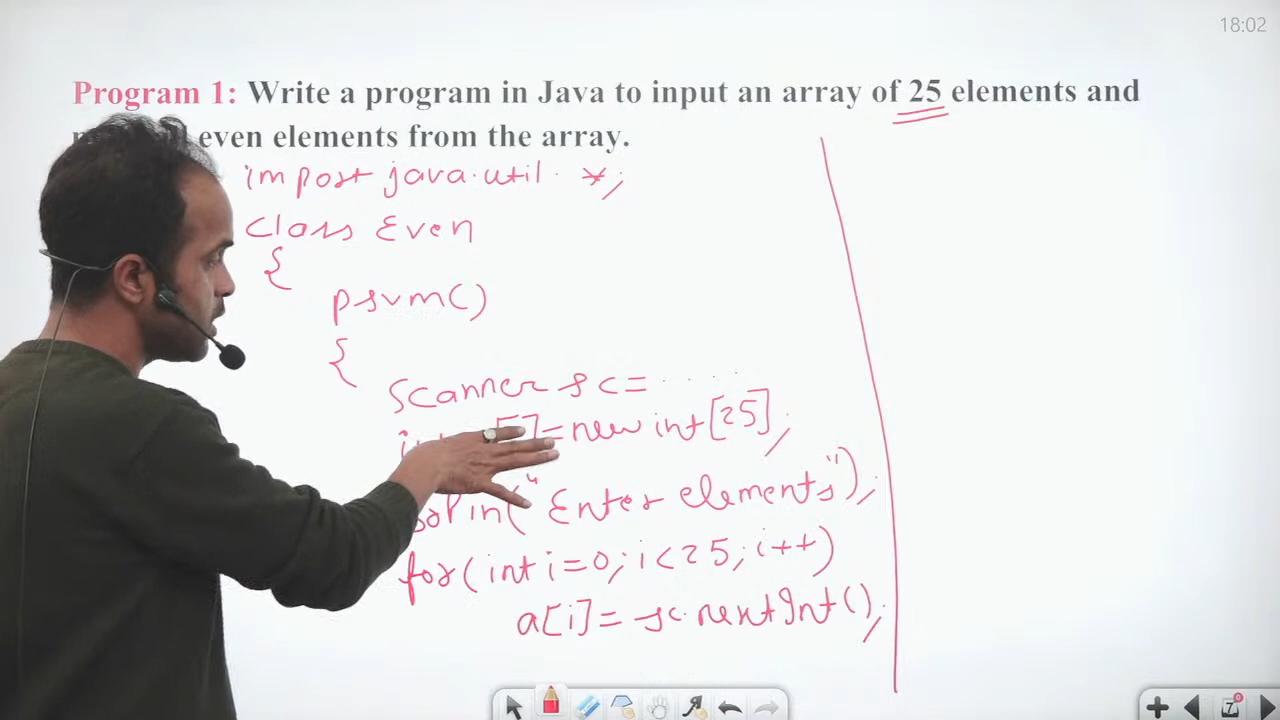 18:02
Program 1: Write a program in Java to input an array of 25 elements and
even elements from the array.
import java.util.*;
class Even
{
psvm()
{
Scanner sc= .....
=new int[25];
("Enter elements");
for(int i=0; i<25; i++)
a[i]= sc.nextInt();